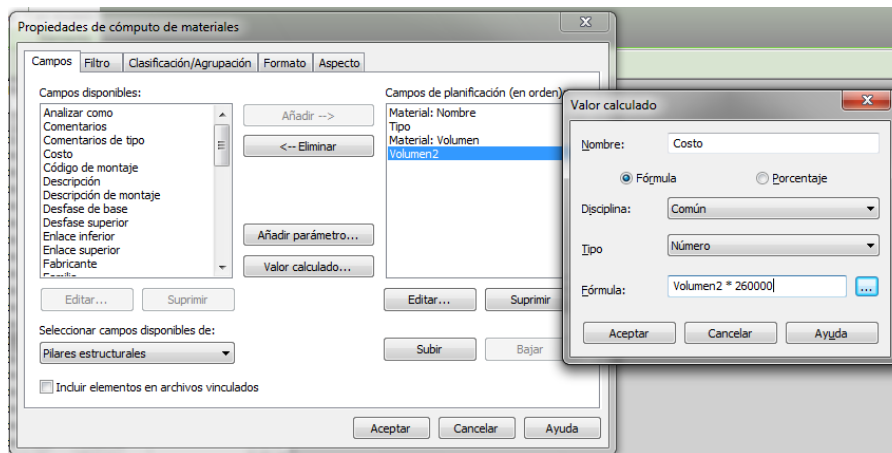 Propiedades de cómputo de materiales
Campos Filtro Clasificación/Agrupación Formato Aspecto
Campos disponibles:
Analizar como
Comentarios
Comentarios de tipo
Costo
Código de montaje
Descripción
Descripción de montaje
Desfase de base
Desfase superior
Enlace inferior
Enlace superior
Fabricante
Añadir -->
<-- Eliminar
Añadir parámetro...
Valor calculado...
Campos de planificación (en orden)
Material: Nombre
Tipo
Material: Volumen
Volumen2
Editar... Suprimir
Editar... Suprimir
Seleccionar campos disponibles de:
Pilares estructurales
Subir Bajar
Incluir elementos en archivos vinculados
Aceptar Cancelar Ayuda
Valor calculado
Nombre: Costo
Fórmula Porcentaje
Disciplina: Común
Tipo Número
Fórmula: Volumen2 * 260000 ...
Aceptar Cancelar Ayuda